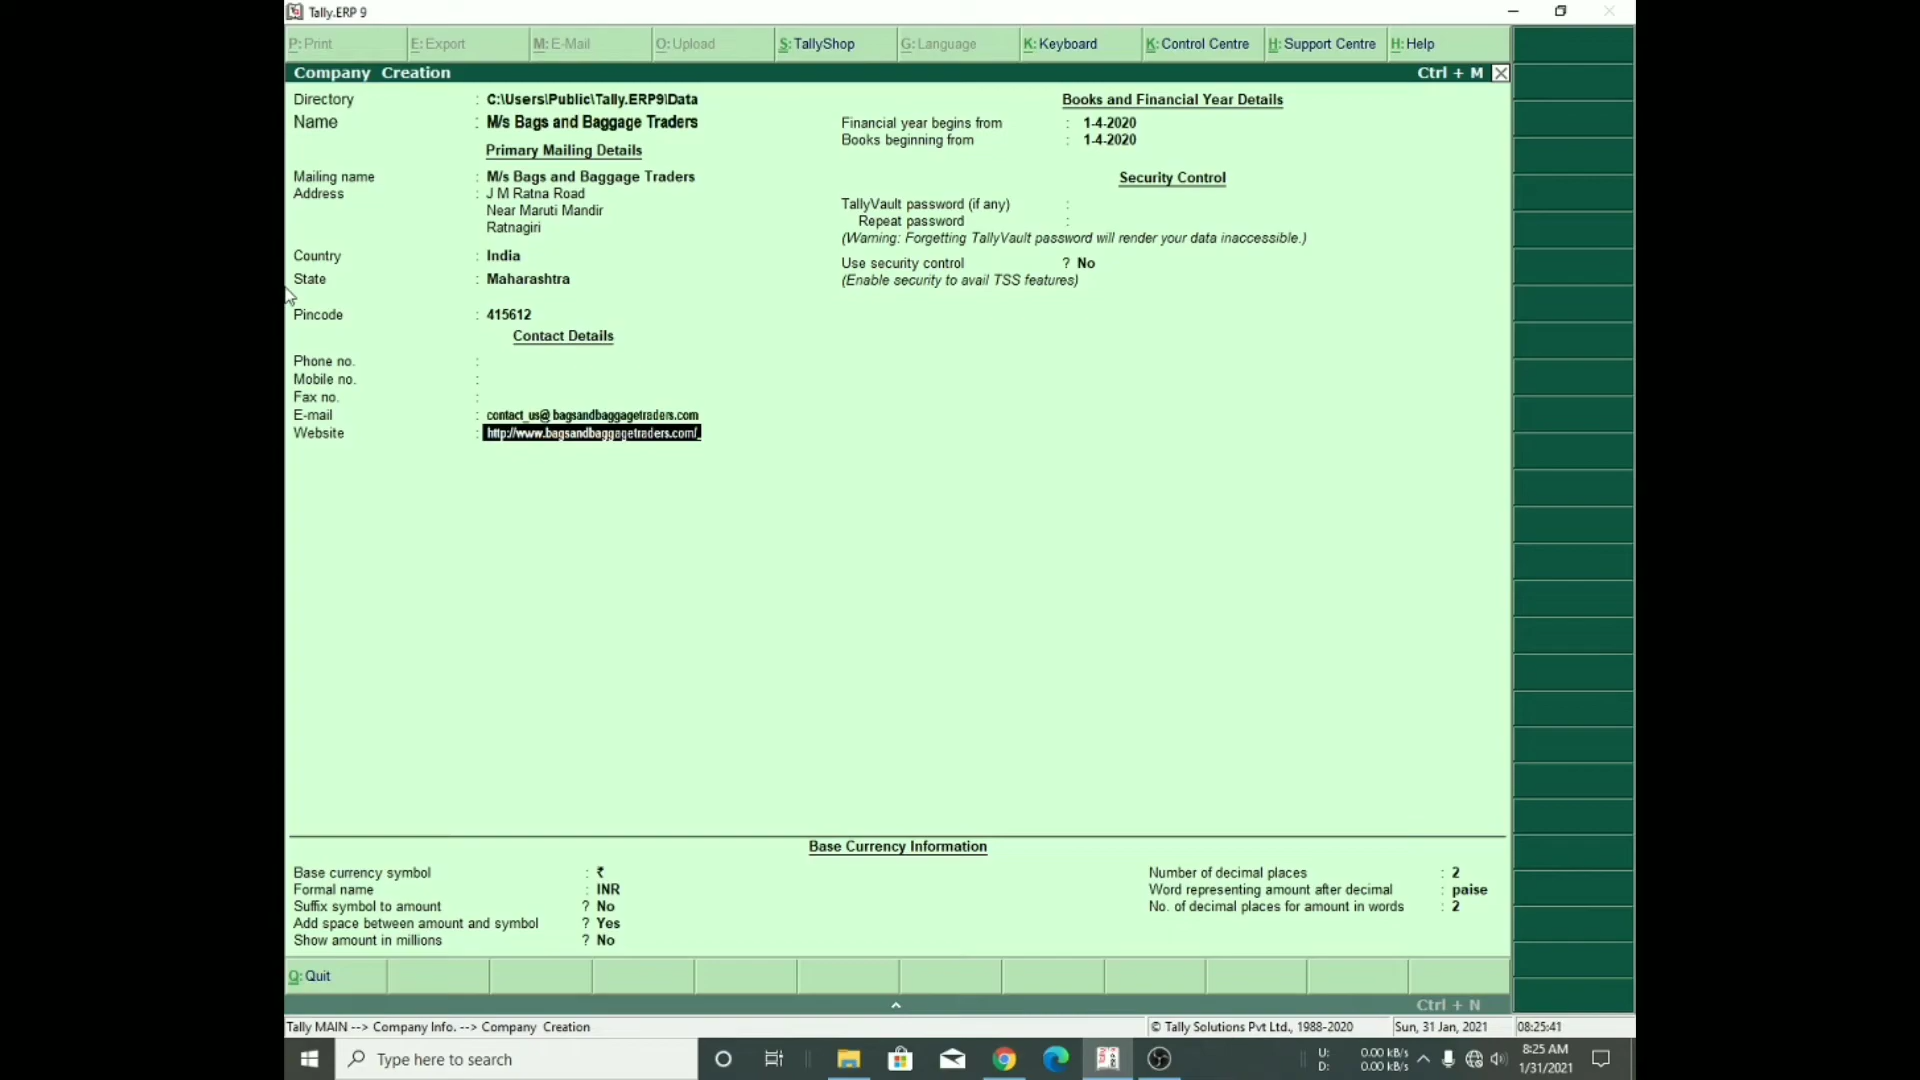 Tally.ERP 9
P: Print E: Export M: E-Mail O: Upload S: TallyShop G: Language K: Keyboard K: Control Centre H: Support Centre H: Help
Company Creation Ctrl + M
Directory : C:\Users\Public\Tally.ERP9\Data
Name : M/s Bags and Baggage Traders
Primary Mailing Details
Mailing name : M/s Bags and Baggage Traders
Address : J M Ratna Road
Near Maruti Mandir
Ratnagiri
Country : India
State : Maharashtra
Pincode : 415612
Contact Details
Phone no. :
Mobile no. :
Fax no. :
E-mail : contact_us@ bagsandbaggagetraders.com
Website : http://www.bagsandbaggagetraders.com/
Books and Financial Year Details
Financial year begins from : 1-4-2020
Books beginning from : 1-4-2020
Security Control
TallyVault password (if any) :
Repeat password :
(Warning: Forgetting TallyVault password will render your data inaccessible.)
Use security control ? No
(Enable security to avail TSS features)
Base Currency Information
Base currency symbol : ₹
Formal name : INR
Suffix symbol to amount ? No
Add space between amount and symbol ? Yes
Show amount in millions ? No
Number of decimal places : 2
Word representing amount after decimal : paise
No. of decimal places for amount in words : 2
Q: Quit
Ctrl + N
Tally MAIN --> Company Info. --> Company Creation © Tally Solutions Pvt Ltd., 1988-2020 Sun, 31 Jan, 2021 08:25:41
Type here to search
U: 0.00 kB/s
D: 0.00 kB/s
8:25 AM
1/31/2021